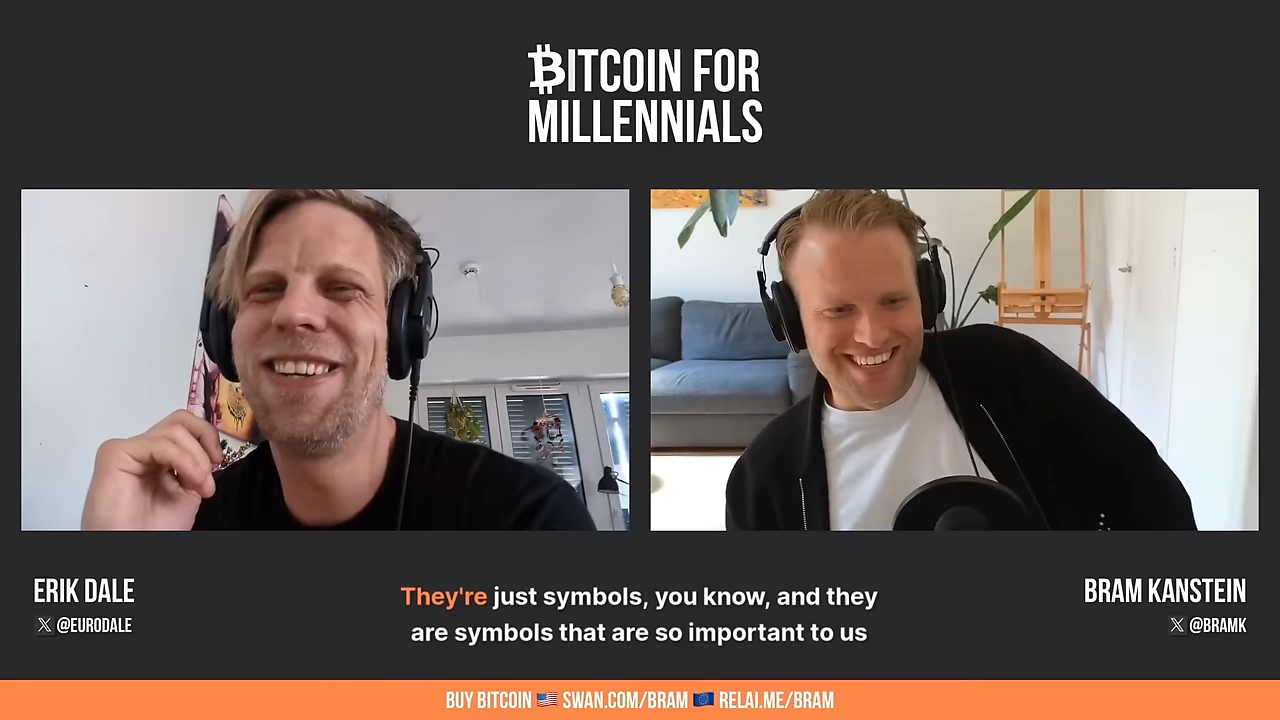 BITCOIN FOR
MILLENNIALS
ERIK DALE
𝕏 @EURODALE
They're just symbols, you know, and they
are symbols that are so important to us
BRAM KANSTEIN
𝕏 @BRAMK
BUY BITCOIN 🇺🇸 SWAN.COM/BRAM 🇪🇺 RELAI.ME/BRAM